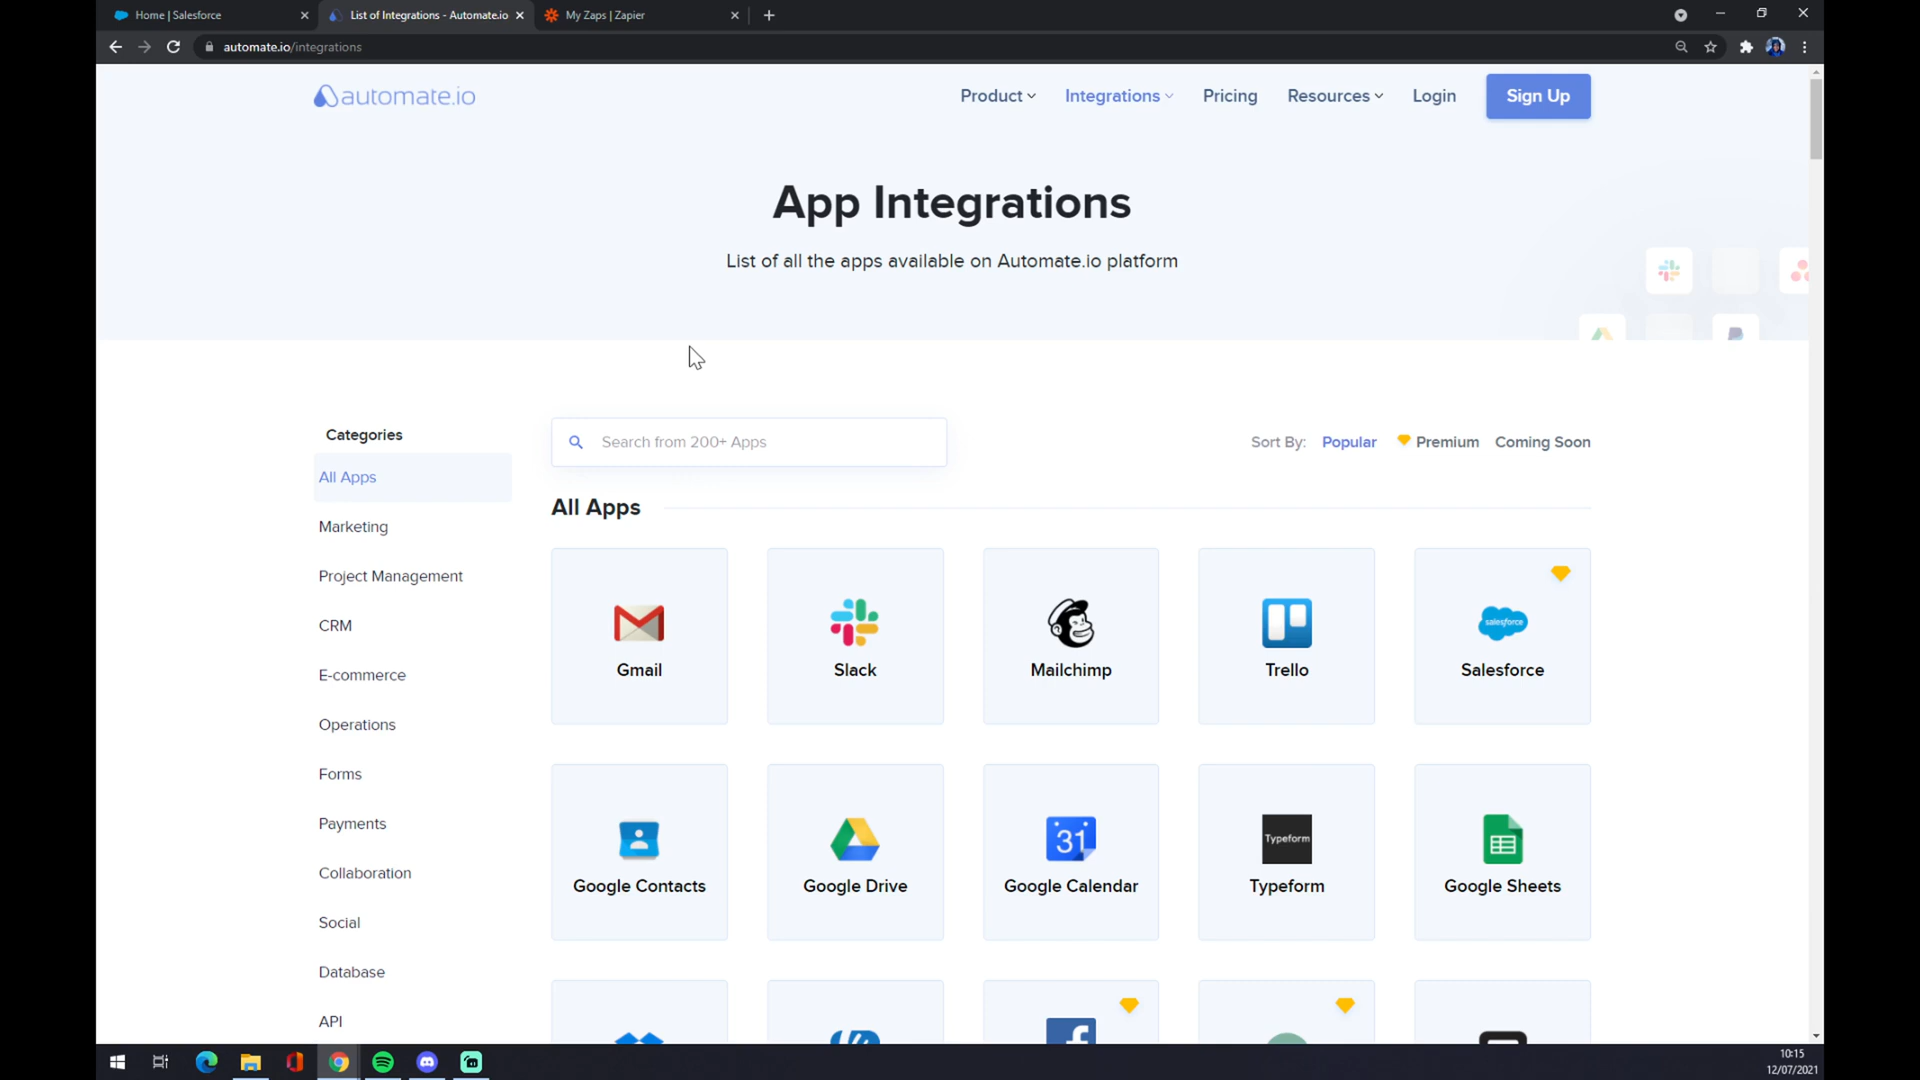 Home | Salesforce
List of Integrations - Automate.io
My Zaps | Zapier
automate.io/integrations
automate.io
Product
Integrations
Pricing
Resources
Login
Sign Up
App Integrations
List of all the apps available on Automate.io platform
Categories
All Apps
Marketing
Project Management
CRM
E-commerce
Operations
Forms
Payments
Collaboration
Social
Database
API
Search from 200+ Apps
Sort By:
Popular
Premium
Coming Soon
All Apps
Gmail
Slack
Mailchimp
Trello
salesforce
Salesforce
Google Contacts
Google Drive
31
Google Calendar
Typeform
Typeform
Google Sheets
10:15
12/07/2021